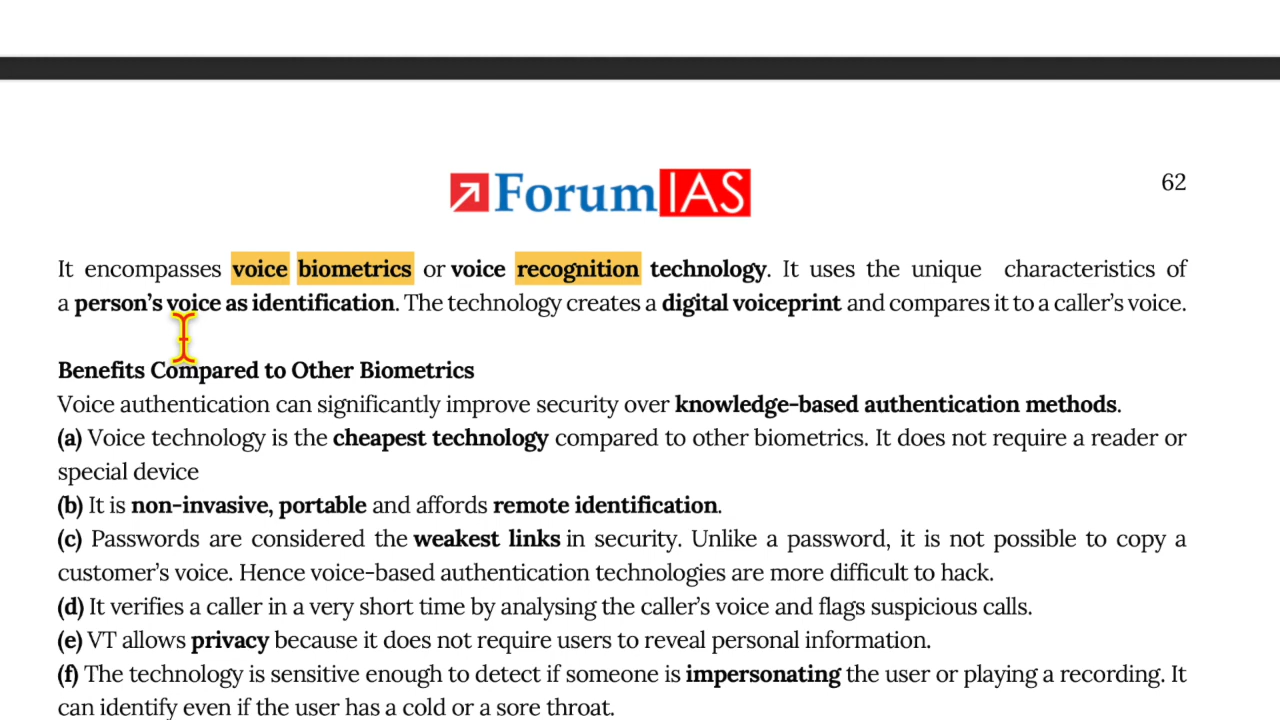 ForumIAS
62
It encompasses voice biometrics or voice recognition technology. It uses the unique characteristics of
a person’s voice as identification. The technology creates a digital voiceprint and compares it to a caller’s voice.
Benefits Compared to Other Biometrics
Voice authentication can significantly improve security over knowledge-based authentication methods.
(a) Voice technology is the cheapest technology compared to other biometrics. It does not require a reader or
special device
(b) It is non-invasive, portable and affords remote identification.
(c) Passwords are considered the weakest links in security. Unlike a password, it is not possible to copy a
customer’s voice. Hence voice-based authentication technologies are more difficult to hack.
(d) It verifies a caller in a very short time by analysing the caller’s voice and flags suspicious calls.
(e) VT allows privacy because it does not require users to reveal personal information.
(f) The technology is sensitive enough to detect if someone is impersonating the user or playing a recording. It
can identify even if the user has a cold or a sore throat.